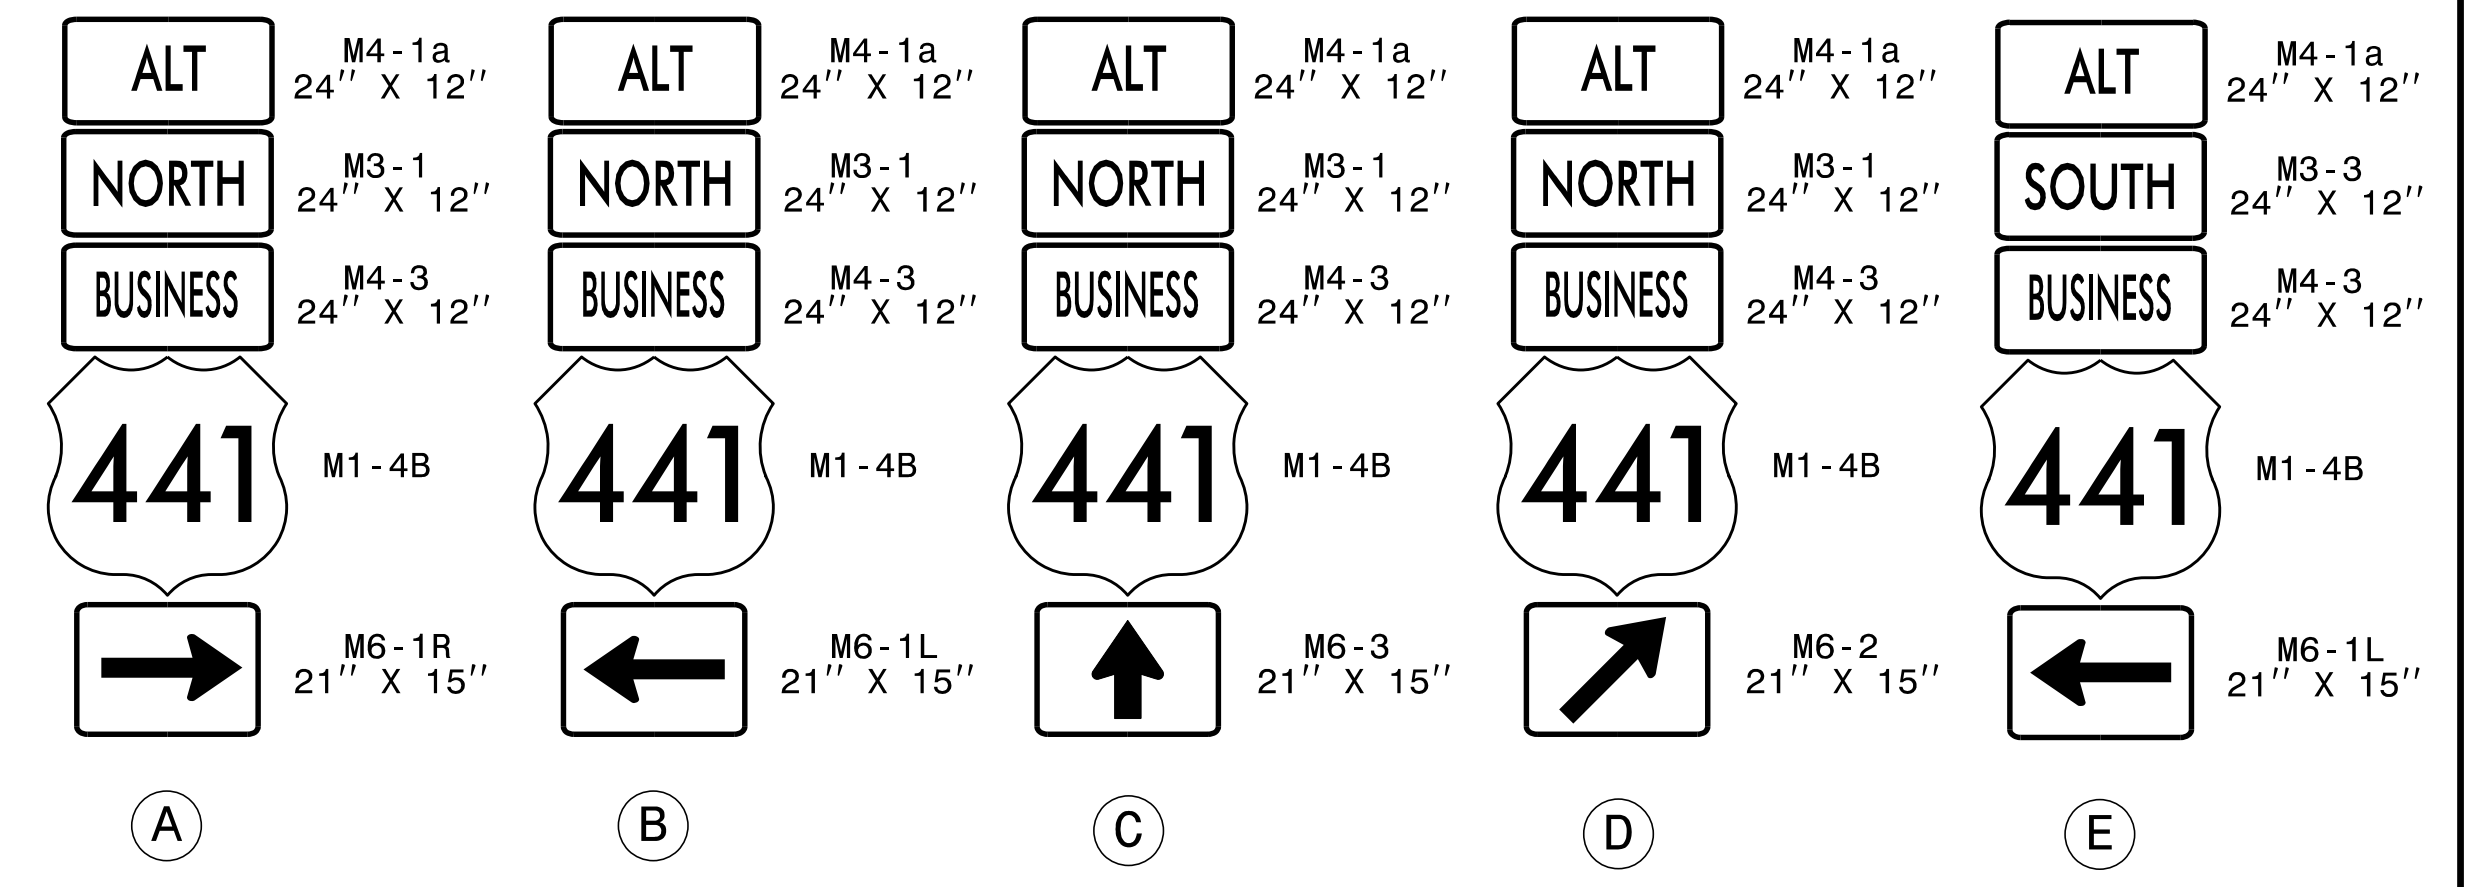 ALT
M4-1a
24'' X 12''
NORTH
M3-1
24'' X 12''
BUSINESS
M4-3
24'' X 12''
441
M1-4B
M6-1R
21'' X 15''
A
ALT
M4-1a
24'' X 12''
NORTH
M3-1
24'' X 12''
BUSINESS
M4-3
24'' X 12''
441
M1-4B
M6-1L
21'' X 15''
B
ALT
M4-1a
24'' X 12''
NORTH
M3-1
24'' X 12''
BUSINESS
M4-3
24'' X 12''
441
M1-4B
M6-3
21'' X 15''
C
ALT
M4-1a
24'' X 12''
NORTH
M3-1
24'' X 12''
BUSINESS
M4-3
24'' X 12''
441
M1-4B
M6-2
21'' X 15''
D
ALT
M4-1a
24'' X 12''
SOUTH
M3-3
24'' X 12''
BUSINESS
M4-3
24'' X 12''
441
M1-4B
M6-1L
21'' X 15''
E